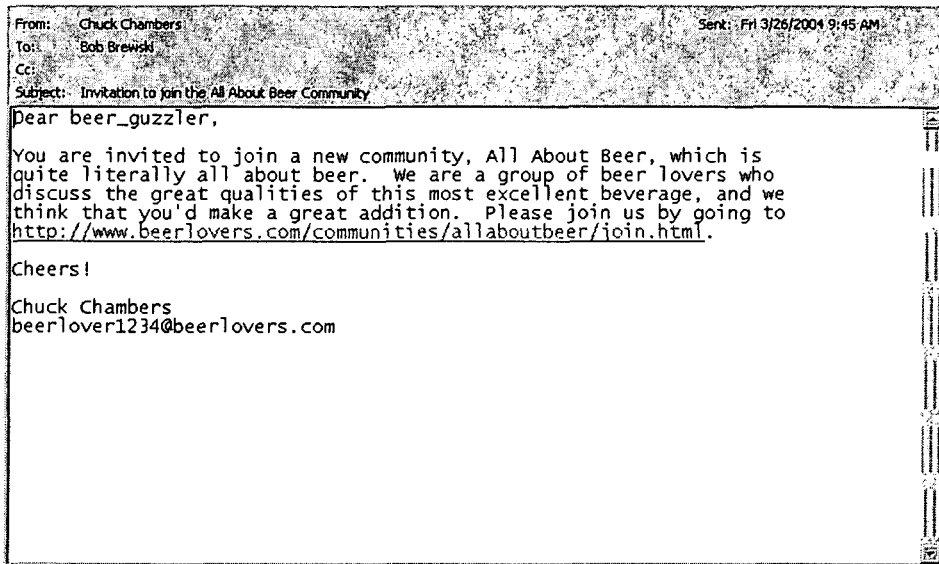 From: Chuck Chambers Sent: Fri 3/26/2004 9:45 AM
To: Bob Brewski
Cc:
Subject: Invitation to join the All About Beer Community
Dear beer_guzzler,
You are invited to join a new community, All About Beer, which is
quite literally all about beer. We are a group of beer lovers who
discuss the great qualities of this most excellent beverage, and we
think that you'd make a great addition. Please join us by going to
http://www.beerlovers.com/communities/allaboutbeer/join.html.
Cheers!
Chuck Chambers
beerlover1234@beerlovers.com